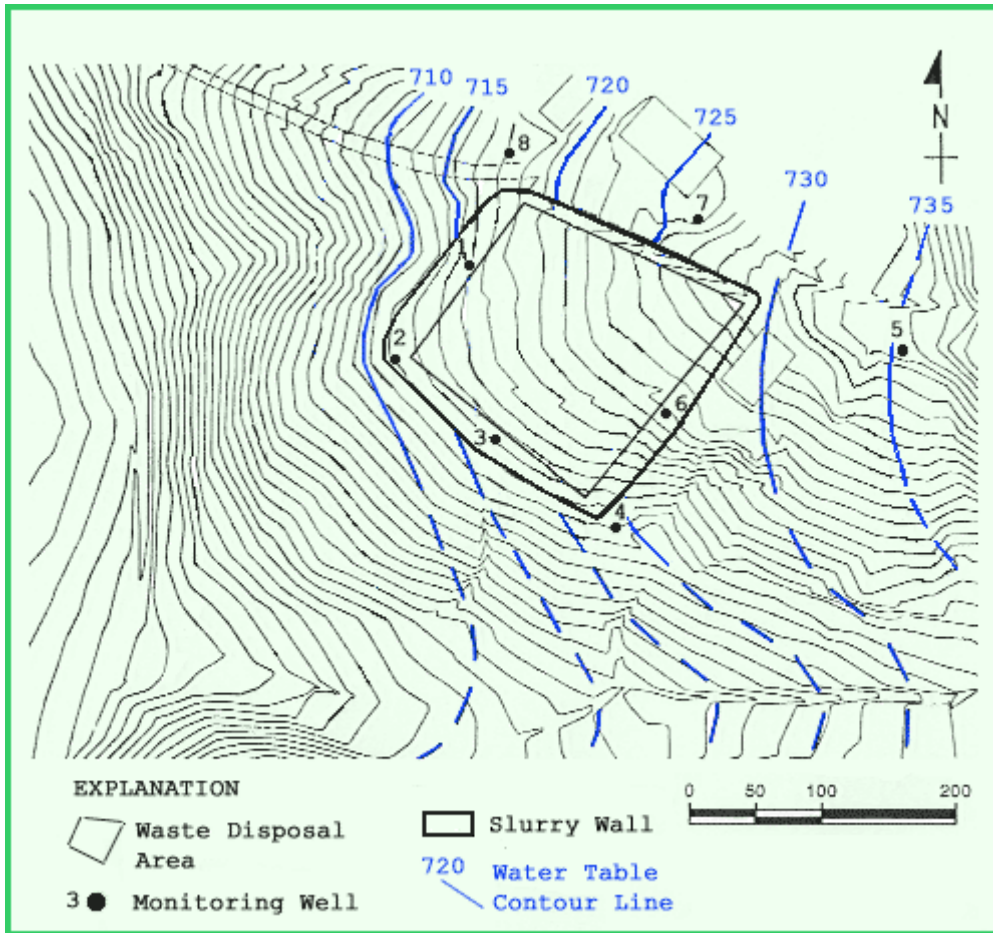 710
715
720
725
730
735
N
8
7
5
2
6
3
4
EXPLANATION
Waste Disposal
Area
3 Monitoring Well
Slurry Wall
720 Water Table
Contour Line
0 50 100 200